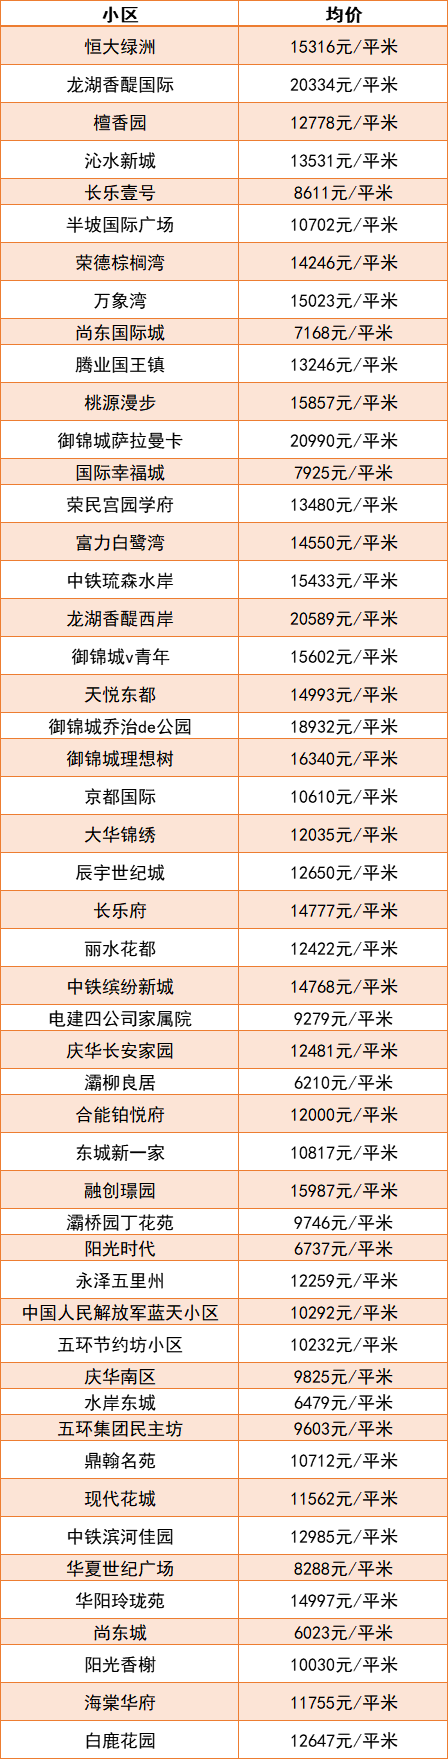 小区 均价
恒大绿洲 15316元/平米
龙湖香醍国际 20334元/平米
檀香园 12778元/平米
沁水新城 13531元/平米
长乐壹号 8611元/平米
半坡国际广场 10702元/平米
荣德棕榈湾 14246元/平米
万象湾 15023元/平米
尚东国际城 7168元/平米
腾业国王镇 13246元/平米
桃源漫步 15857元/平米
御锦城萨拉曼卡 20990元/平米
国际幸福城 7925元/平米
荣民宫园学府 13480元/平米
富力白鹭湾 14550元/平米
中铁琉森水岸 15433元/平米
龙湖香醍西岸 20589元/平米
御锦城v青年 15602元/平米
天悦东都 14993元/平米
御锦城乔治de公园 18932元/平米
御锦城理想树 16340元/平米
京都国际 10610元/平米
大华锦绣 12035元/平米
辰宇世纪城 12650元/平米
长乐府 14777元/平米
丽水花都 12422元/平米
中铁缤纷新城 14768元/平米
电建四公司家属院 9279元/平米
庆华长安家园 12481元/平米
灞柳良居 6210元/平米
合能铂悦府 12000元/平米
东城新一家 10817元/平米
融创璟园 15987元/平米
灞桥园丁花苑 9746元/平米
阳光时代 6737元/平米
永泽五里州 12259元/平米
中国人民解放军蓝天小区 10292元/平米
五环节约坊小区 10232元/平米
庆华南区 9825元/平米
水岸东城 6479元/平米
五环集团民主坊 9603元/平米
鼎翰名苑 10712元/平米
现代花城 11562元/平米
中铁滨河佳园 12985元/平米
华夏世纪广场 8288元/平米
华阳玲珑苑 14997元/平米
尚东城 6023元/平米
阳光香榭 10030元/平米
海棠华府 11755元/平米
白鹿花园 12647元/平米